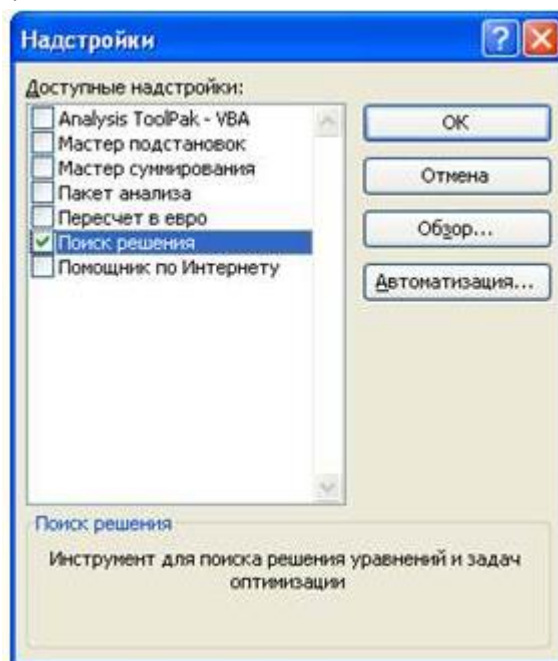 Надстройки
Доступные надстройки:
Analysis ToolPak - VBA
Мастер подстановок
Мастер суммирования
Пакет анализа
Пересчет в евро
Поиск решения
Помощник по Интернету
ОК
Отмена
Обзор...
Автоматизация...
Поиск решения
Инструмент для поиска решения уравнений и задач
оптимизации